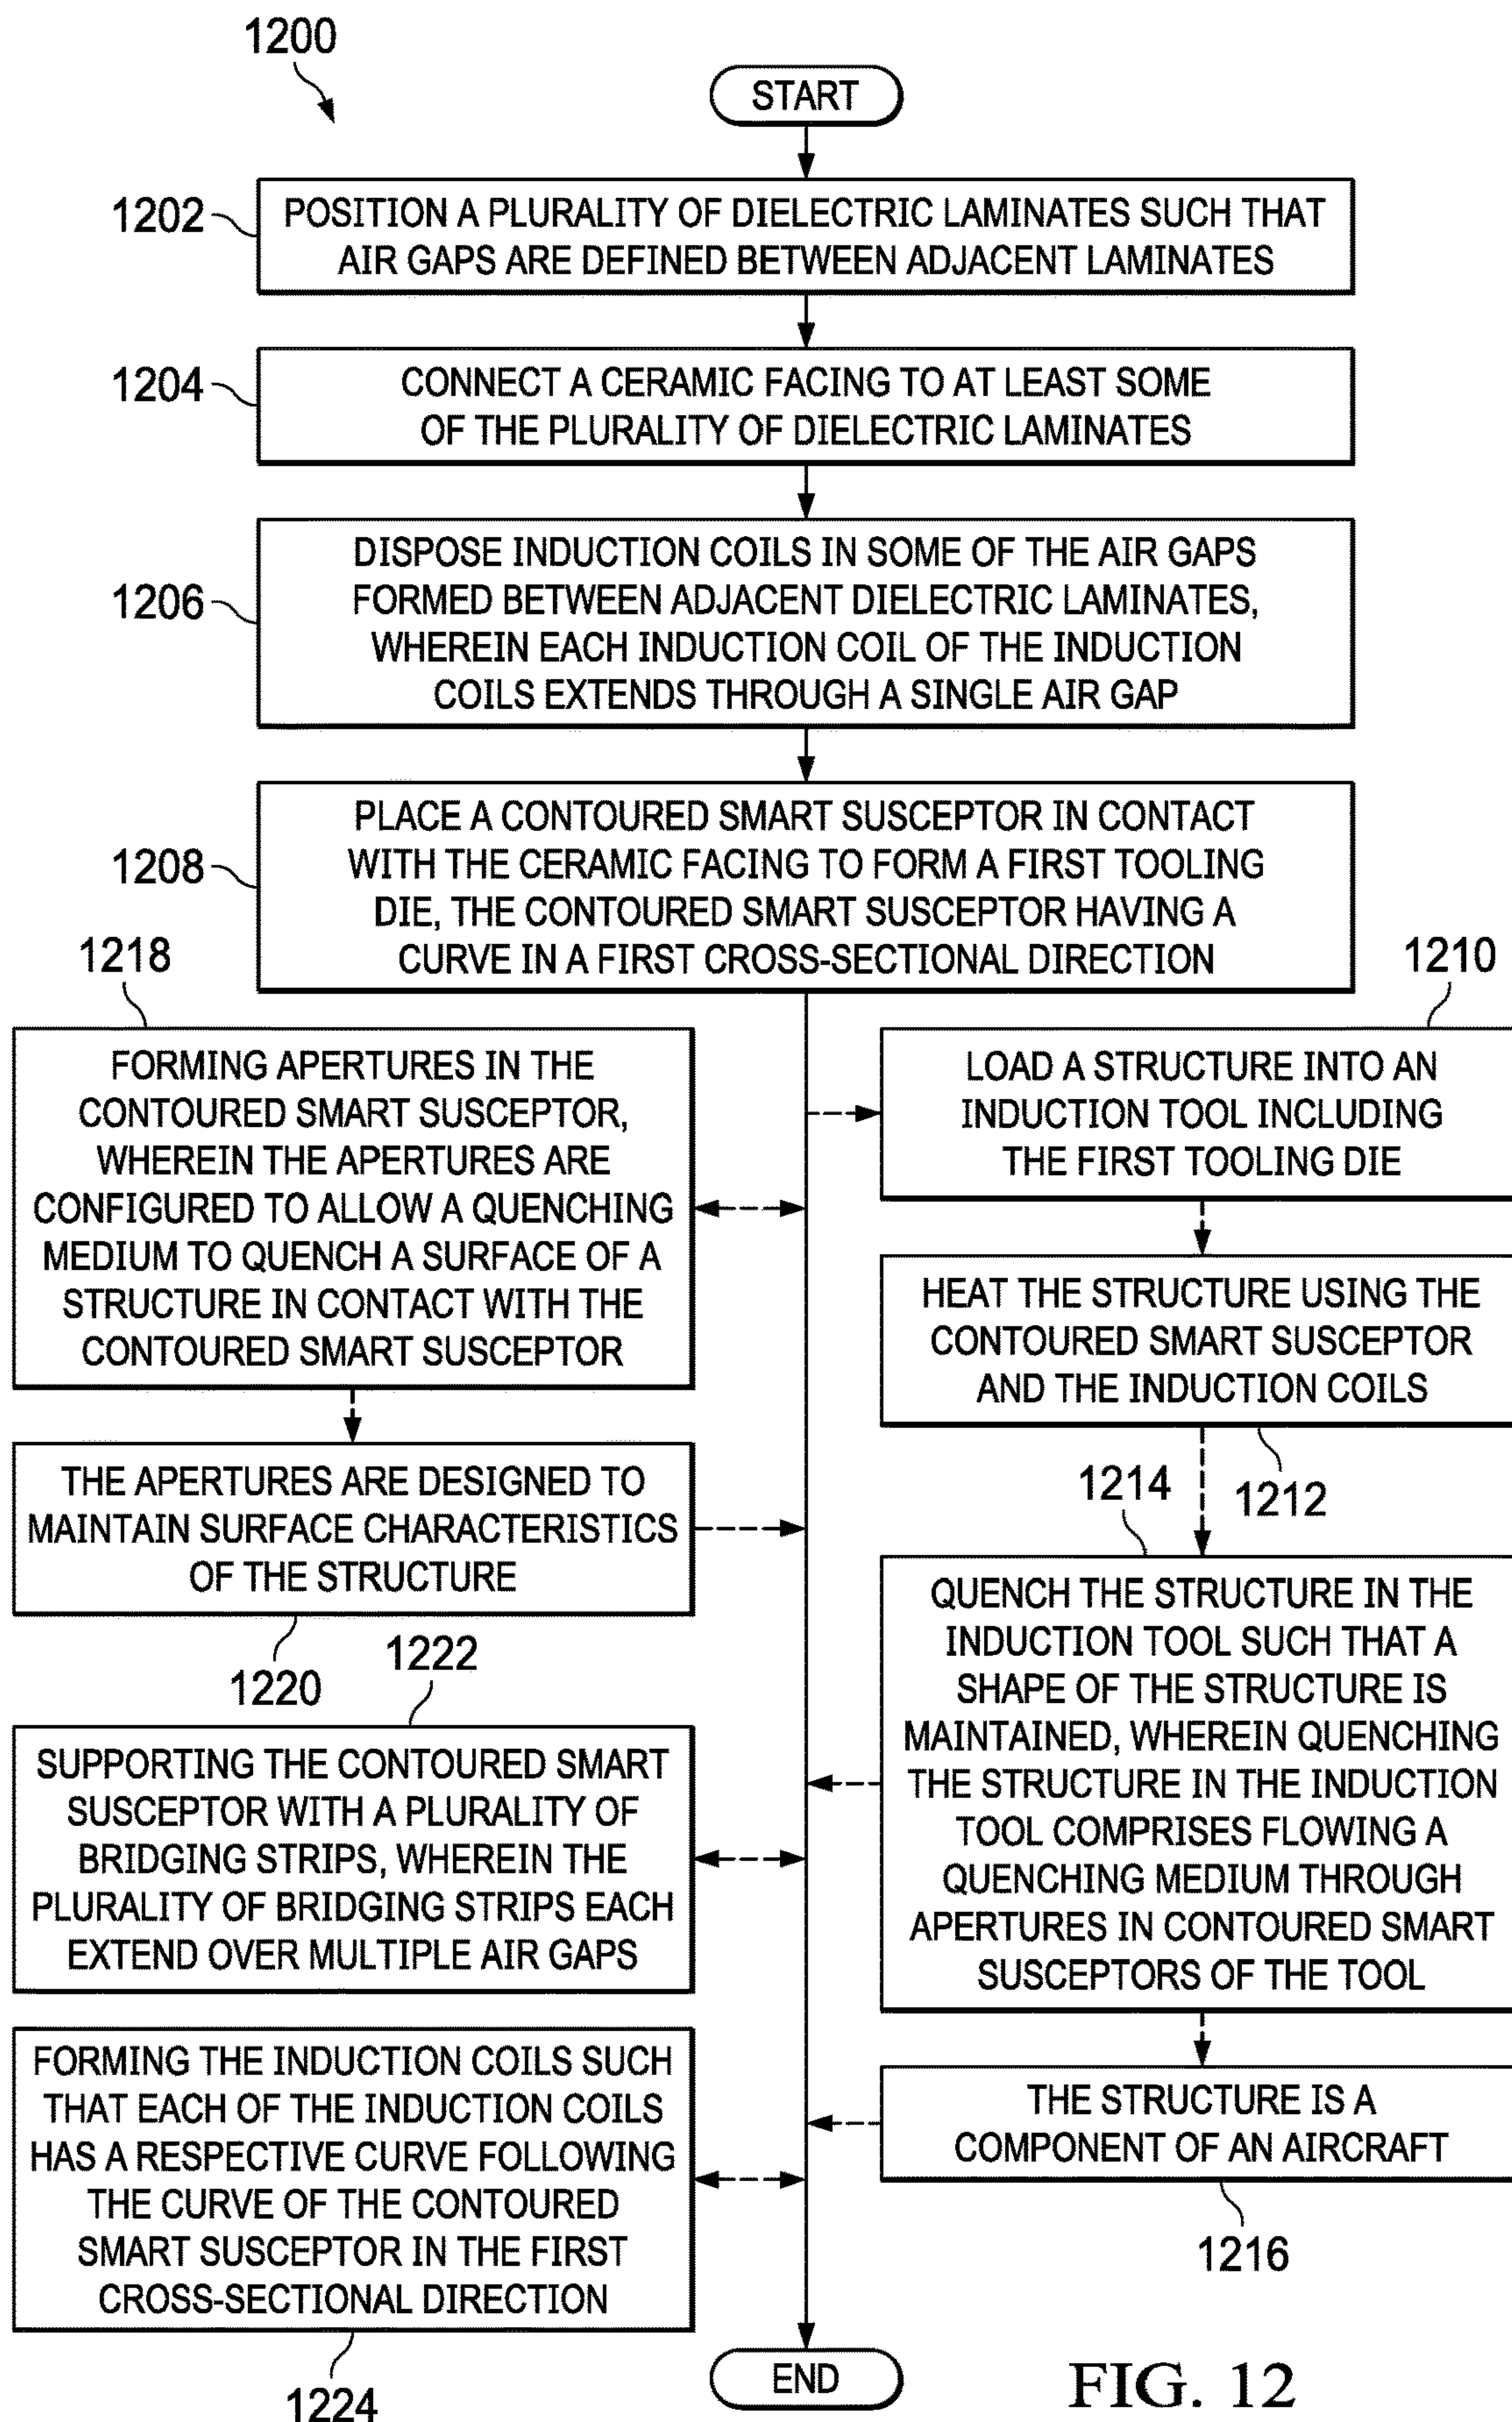 1200
START
1202
POSITION A PLURALITY OF DIELECTRIC LAMINATES SUCH THAT
AIR GAPS ARE DEFINED BETWEEN ADJACENT LAMINATES
1204
CONNECT A CERAMIC FACING TO AT LEAST SOME
OF THE PLURALITY OF DIELECTRIC LAMINATES
1206
DISPOSE INDUCTION COILS IN SOME OF THE AIR GAPS
FORMED BETWEEN ADJACENT DIELECTRIC LAMINATES,
WHEREIN EACH INDUCTION COIL OF THE INDUCTION
COILS EXTENDS THROUGH A SINGLE AIR GAP
1208
PLACE A CONTOURED SMART SUSCEPTOR IN CONTACT
WITH THE CERAMIC FACING TO FORM A FIRST TOOLING
DIE, THE CONTOURED SMART SUSCEPTOR HAVING A
CURVE IN A FIRST CROSS-SECTIONAL DIRECTION
1218
FORMING APERTURES IN THE
CONTOURED SMART SUSCEPTOR,
WHEREIN THE APERTURES ARE
CONFIGURED TO ALLOW A QUENCHING
MEDIUM TO QUENCH A SURFACE OF A
STRUCTURE IN CONTACT WITH THE
CONTOURED SMART SUSCEPTOR
THE APERTURES ARE DESIGNED TO
MAINTAIN SURFACE CHARACTERISTICS
OF THE STRUCTURE
1220
1222
SUPPORTING THE CONTOURED SMART
SUSCEPTOR WITH A PLURALITY OF
BRIDGING STRIPS, WHEREIN THE
PLURALITY OF BRIDGING STRIPS EACH
EXTEND OVER MULTIPLE AIR GAPS
FORMING THE INDUCTION COILS SUCH
THAT EACH OF THE INDUCTION COILS
HAS A RESPECTIVE CURVE FOLLOWING
THE CURVE OF THE CONTOURED
SMART SUSCEPTOR IN THE FIRST
CROSS-SECTIONAL DIRECTION
1224
1210
LOAD A STRUCTURE INTO AN
INDUCTION TOOL INCLUDING
THE FIRST TOOLING DIE
HEAT THE STRUCTURE USING THE
CONTOURED SMART SUSCEPTOR
AND THE INDUCTION COILS
1212
1214
QUENCH THE STRUCTURE IN THE
INDUCTION TOOL SUCH THAT A
SHAPE OF THE STRUCTURE IS
MAINTAINED, WHEREIN QUENCHING
THE STRUCTURE IN THE INDUCTION
TOOL COMPRISES FLOWING A
QUENCHING MEDIUM THROUGH
APERTURES IN CONTOURED SMART
SUSCEPTORS OF THE TOOL
THE STRUCTURE IS A
COMPONENT OF AN AIRCRAFT
1216
END
FIG. 12